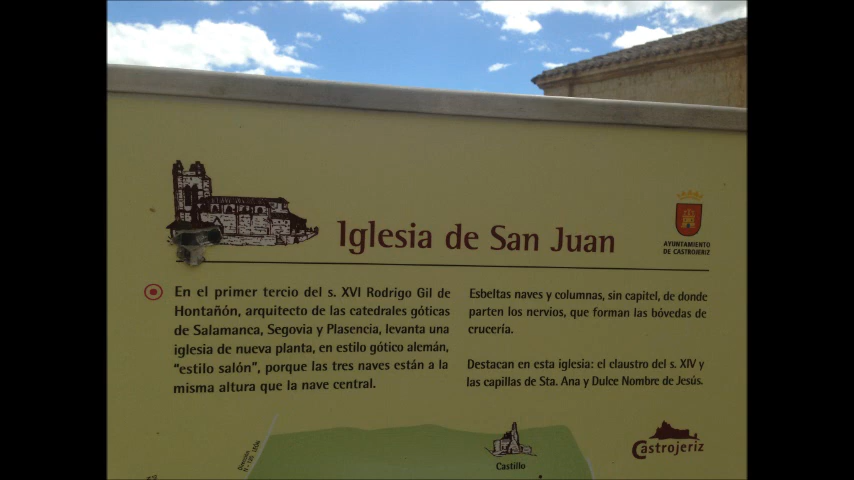 Iglesia de San Juan
AYUNTAMIENTO
DE CASTROJERIZ
En el primer tercio del s. XVI Rodrigo Gil de
Hontañón, arquitecto de las catedrales góticas
de Salamanca, Segovia y Plasencia, levanta una
iglesia de nueva planta, en estilo gótico alemán,
"estilo salón", porque las tres naves están a la
misma altura que la nave central.
Esbeltas naves y columnas, sin capitel, de donde
parten los nervios, que forman las bóvedas de
crucería.
Destacan en esta iglesia: el claustro del s. XIV y
las capillas de Sta. Ana y Dulce Nombre de Jesús.
Castillo
Castrojeriz